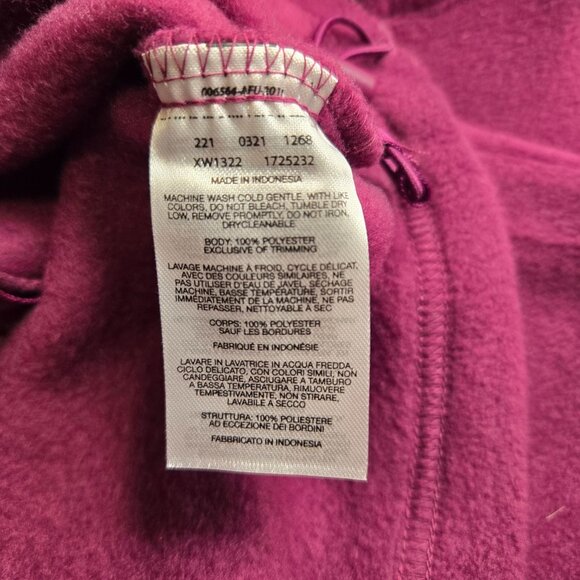 006564-AFU-101
221 0321 1268
XW1322 1725232
MADE IN INDONESIA
MACHINE WASH COLD GENTLE, WITH LIKE
COLORS, DO NOT BLEACH, TUMBLE DRY
LOW, REMOVE PROMPTLY, DO NOT IRON,
DRYCLEANABLE
BODY: 100% POLYESTER
EXCLUSIVE OF TRIMMING
LAVAGE MACHINE À FROID, CYCLE DÉLICAT,
AVEC DES COULEURS SIMILAIRES, NE
PAS UTILISER D'EAU DE JAVEL, SÉCHAGE
MACHINE, BASSE TEMPÉRATURE, SORTIR
IMMÉDIATEMENT DE LA MACHINE, NE PAS
REPASSER, NETTOYABLE À SEC
CORPS: 100% POLYESTER
SAUF LES BORDURES
FABRIQUÉ EN INDONÉSIE
LAVARE IN LAVATRICE IN ACQUA FREDDA,
CICLO DELICATO, CON COLORI SIMILI, NON
CANDEGGIARE, ASCIUGARE A TAMBURO
A BASSA TEMPERATURA, RIMUOVERE
TEMPESTIVAMENTE, NON STIRARE,
LAVABILE A SECCO
STRUTTURA: 100% POLIESTERE
AD ECCEZIONE DEI BORDINI
FABBRICATO IN INDONESIA